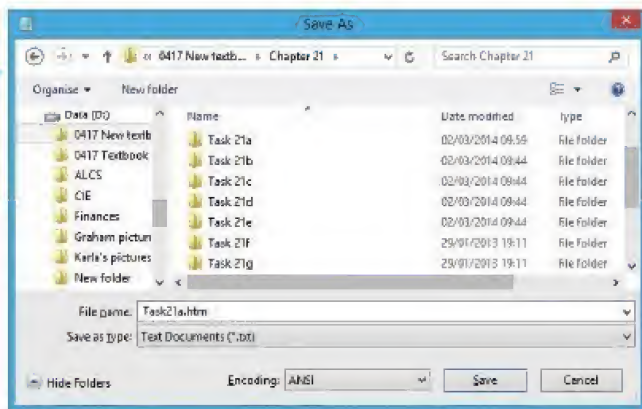 Save As
0417 New textb... Chapter 21
Search Chapter 21
Organise New folder
Data (D:)
0417 New textb
0417 Textbook
ALCS
CIE
Finances
Graham pictun
Karla's pictures
New folder
Name Date modified Type
Task 21a 02/03/2014 09:59 File folder
Task 21b 02/03/2014 09:44 File folder
Task 21c 02/03/2014 09:44 File folder
Task 21d 02/03/2014 09:44 File folder
Task 21e 02/03/2014 09:44 File folder
Task 21f 29/01/2013 19:11 File folder
Task 21g 29/01/2013 19:11 File folder
File name: Task21a.htm
Save as type: Text Documents (*.txt)
Hide Folders Encoding: ANSI Save Cancel